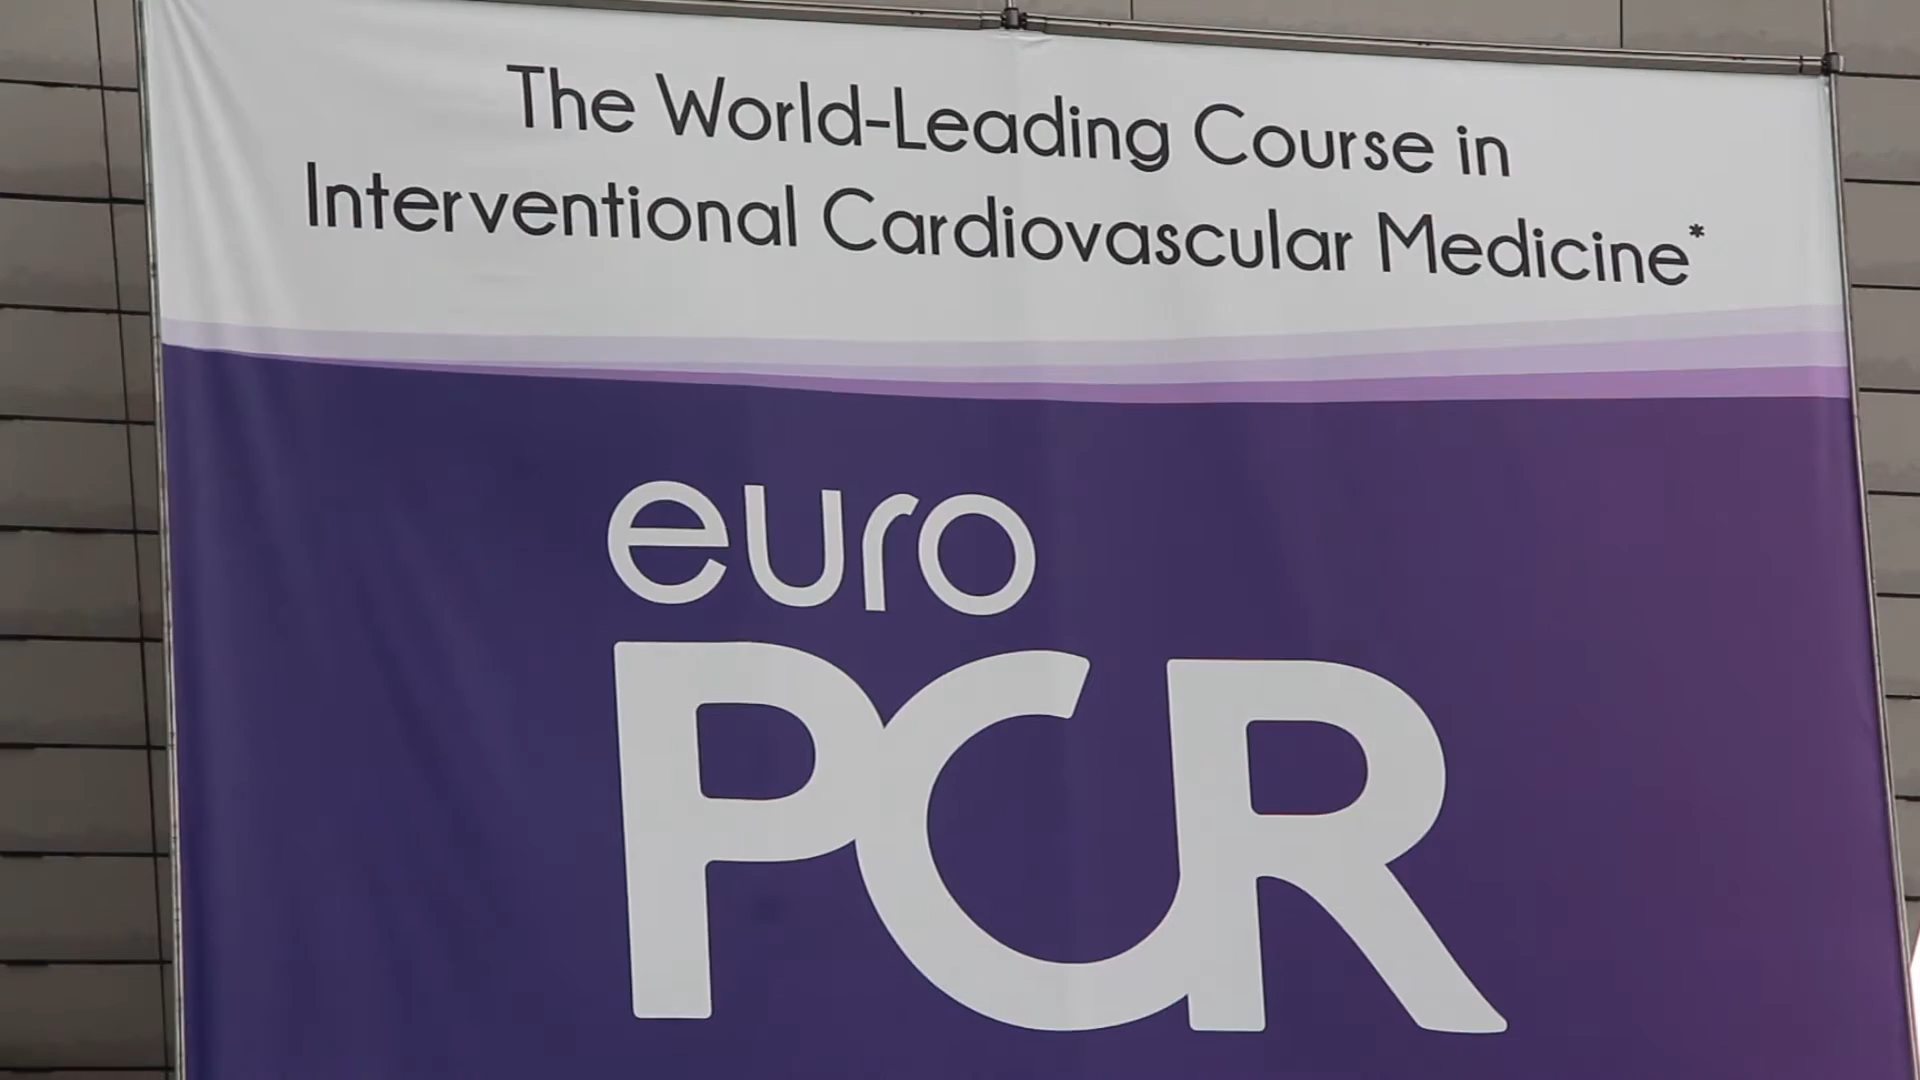 The World-Leading Course in
Interventional Cardiovascular Medicine*
euro
PCR